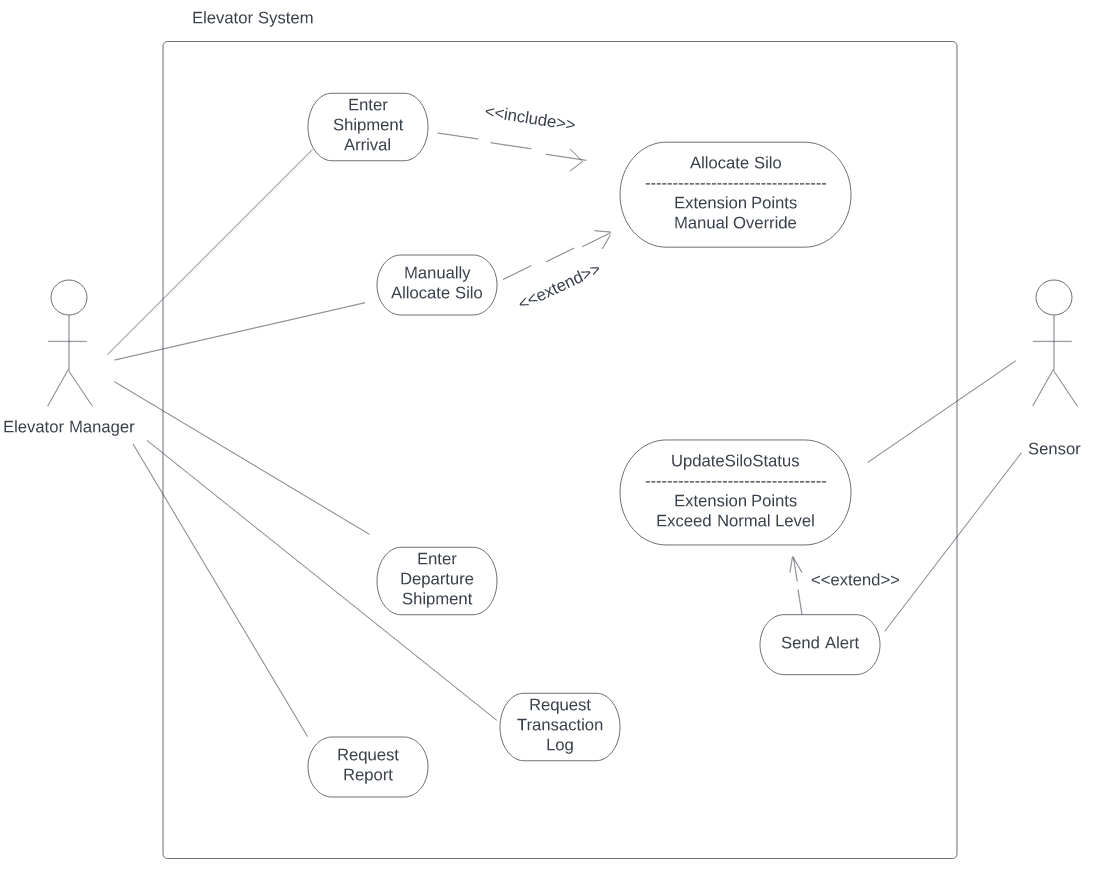 Elevator System
Enter
Shipment
Arrival
<<include>>
Allocate Silo
Extension Points
Manual Override
Manually
Allocate Silo
<<extend>>
Elevator Manager
Sensor
UpdateSiloStatus
Extension Points
Exceed Normal Level
Enter
Departure
Shipment
<<extend>>
Send Alert
Request
Transaction
Log
Request
Report